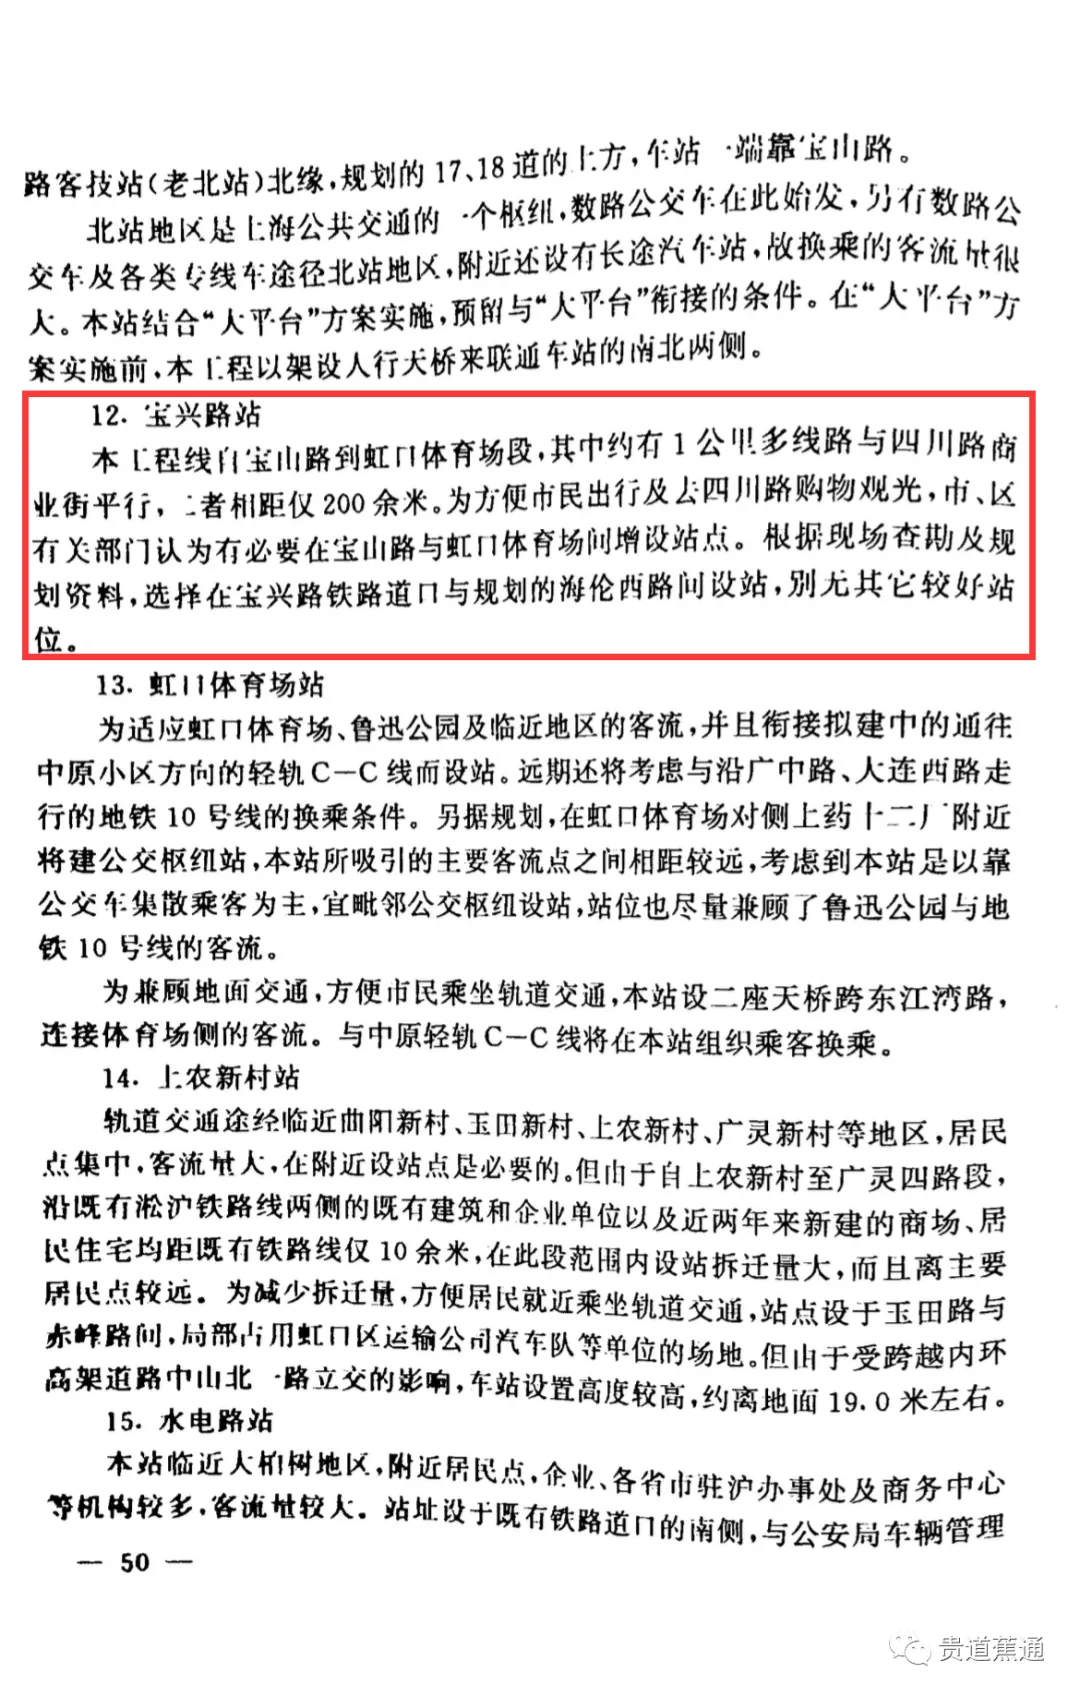 路客技站(老北站)北缘,规划的17、18道的上方,车站一端靠宝山路。
北站地区是上海公共交通的一个枢纽,数路公交车在此始发,另有数路公
交车及各类专线车途径北站地区,附近还设有长途汽车站,故换乘的客流量很
大。本站结合“大平台”方案实施,预留与“大平台”衔接的条件。在“大平台”方
案实施前,本工程以架设人行天桥来联通车站的南北两侧。
12. 宝兴路站
本工程线自宝山路到虹口体育场段,其中约有1公里多线路与四川路商
业街平行,二者相距仅200余米。为方便市民出行及去四川路购物观光,市、区
有关部门认为有必要在宝山路与虹口体育场间增设站点。根据现场查勘及规
划资料,选择在宝兴路铁路道口与规划的海伦西路间设站,别无其它较好站
位。
13. 虹口体育场站
为适应虹口体育场、鲁迅公园及临近地区的客流,并且衔接拟建中的通往
中原小区方向的轻轨C—C线而设站。远期还将考虑与沿广中路、大连西路走
行的地铁10号线的换乘条件。另据规划,在虹口体育场对侧上药十二厂附近
将建公交枢纽站,本站所吸引的主要客流点之间相距较远,考虑到本站是以靠
公交车集散乘客为主,宜毗邻公交枢纽设站,站位也尽量兼顾了鲁迅公园与地
铁10号线的客流。
为兼顾地面交通,方便市民乘坐轨道交通,本站设二座天桥跨东江湾路,
连接体育场侧的客流。与中原轻轨C—C线将在本站组织乘客换乘。
14. 上农新村站
轨道交通途经临近曲阳新村、玉田新村、上农新村、广灵新村等地区,居民
点集中,客流量大,在附近设站点是必要的。但由于自上农新村至广灵四路段,
沿既有淞沪铁路线两侧的既有建筑和企业单位以及近两年来新建的商场、居
民住宅均距既有铁路线仅10余米,在此段范围内设站拆迁量大,而且离主要
居民点较远。为减少拆迁量,方便居民就近乘坐轨道交通,站点设于玉田路与
赤峰路间,局部占用虹口区运输公司汽车队等单位的场地。但由于受跨越内环
高架道路中山北一路立交的影响,车站设置高度较高,约离地面19.0米左右。
15. 水电路站
本站临近大柏树地区,附近居民点,企业、各省市驻沪办事处及商务中心
等机构较多,客流量较大。站址设于既有铁路道口的南侧,与公安局车辆管理
— 50 —
贵道蕉通